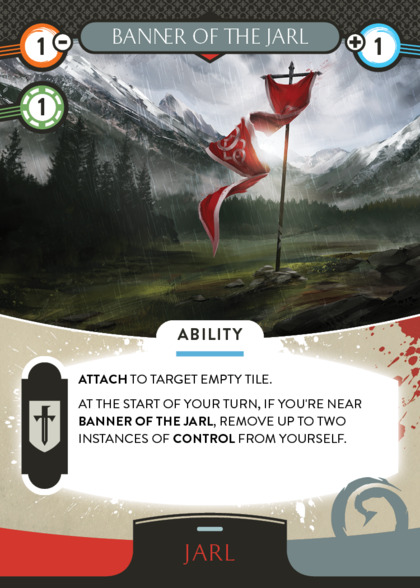 1 - BANNER OF THE JARL + 1
1
ABILITY
ATTACH TO TARGET EMPTY TILE.
AT THE START OF YOUR TURN, IF YOU'RE NEAR
BANNER OF THE JARL, REMOVE UP TO TWO
INSTANCES OF CONTROL FROM YOURSELF.
JARL